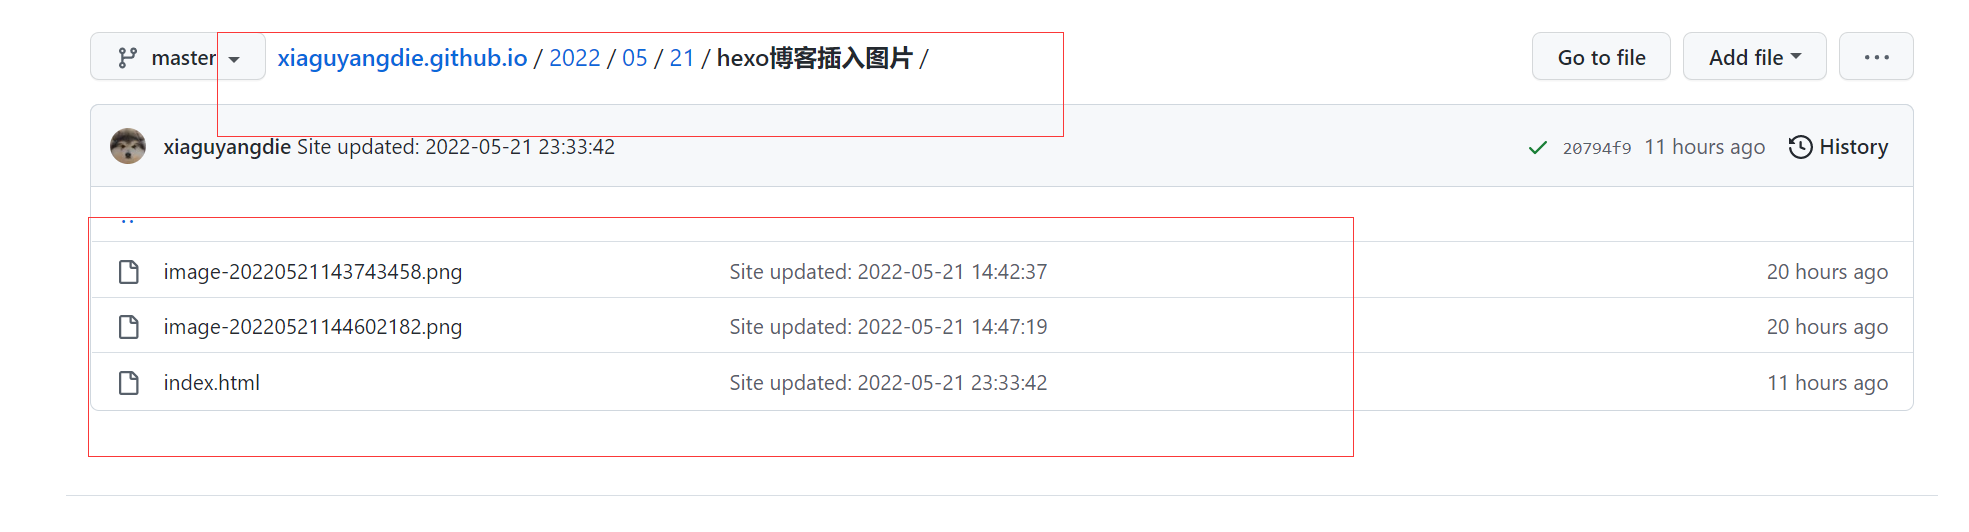 master xiaguyangdie.github.io / 2022 / 05 / 21 / hexo博客插入图片 / Go to file Add file ···
xiaguyangdie Site updated: 2022-05-21 23:33:42 20794f9 11 hours ago History
..
image-20220521143743458.png Site updated: 2022-05-21 14:42:37 20 hours ago
image-20220521144602182.png Site updated: 2022-05-21 14:47:19 20 hours ago
index.html Site updated: 2022-05-21 23:33:42 11 hours ago